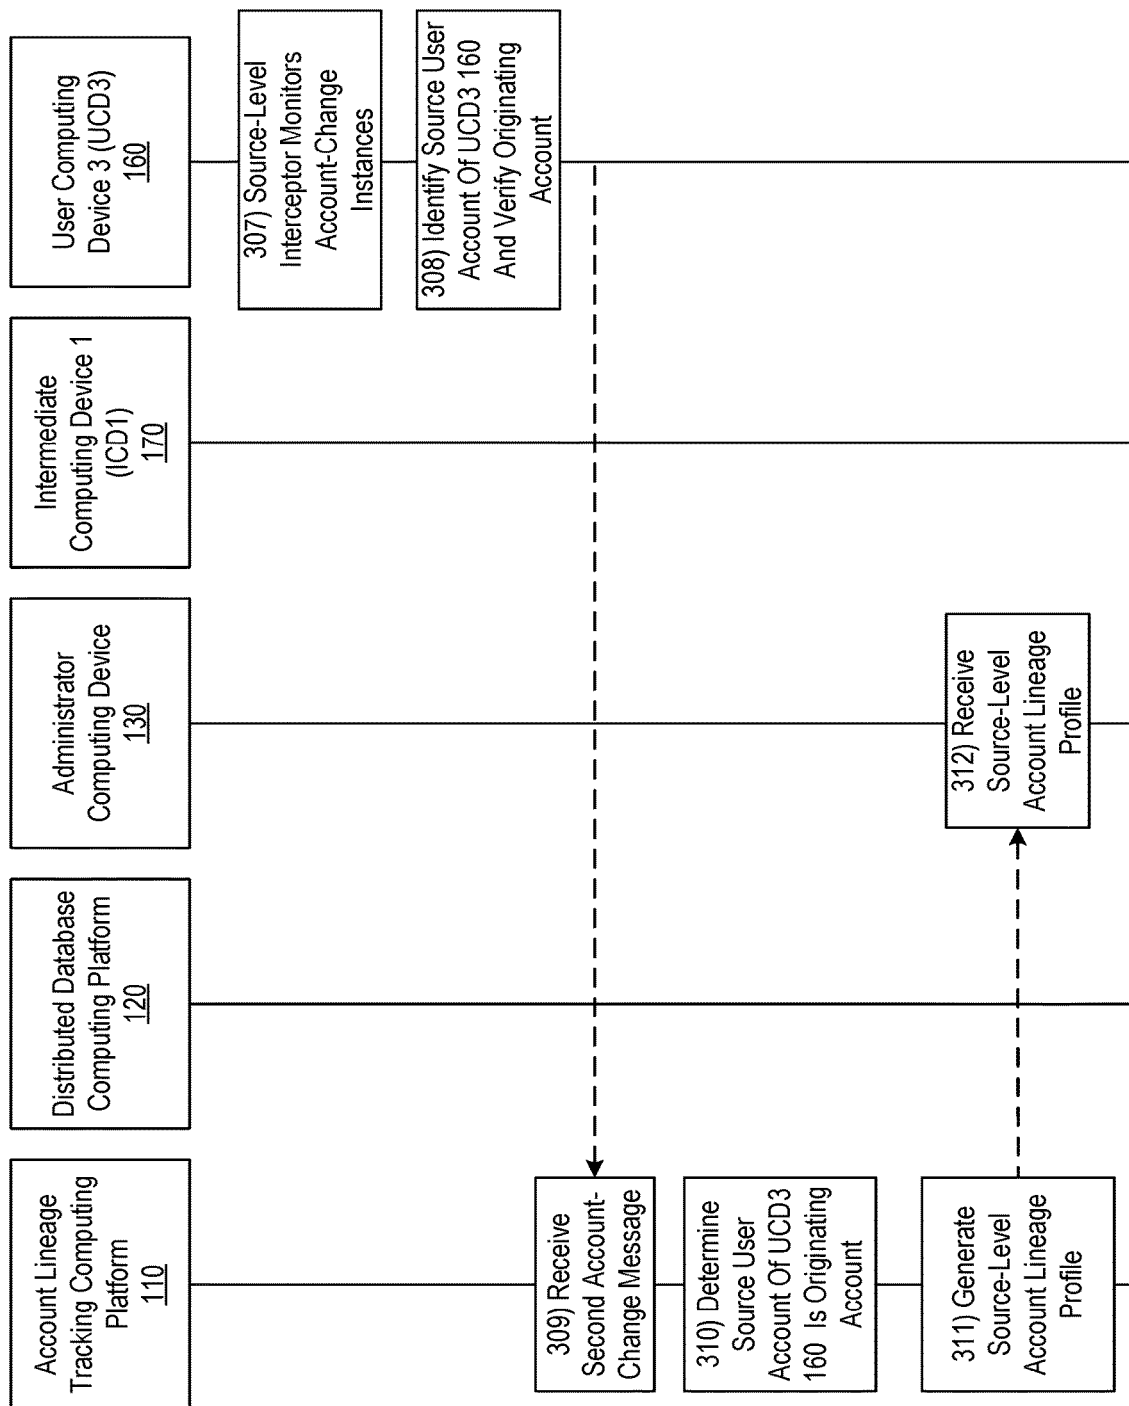 Account Lineage
Tracking Computing
Platform
110
Distributed Database
Computing Platform
120
Administrator
Computing Device
130
Intermediate
Computing Device 1
(ICD1)
170
User Computing
Device 3 (UCD3)
160
307) Source-Level
Interceptor Monitors
Account-Change
Instances
308) Identify Source User
Account Of UCD3 160
And Verify Originating
Account
309) Receive
Second Account-
Change Message
310) Determine
Source User
Account Of UCD3
160 Is Originating
Account
311) Generate
Source-Level
Account Lineage
Profile
312) Receive
Source-Level
Account Lineage
Profile